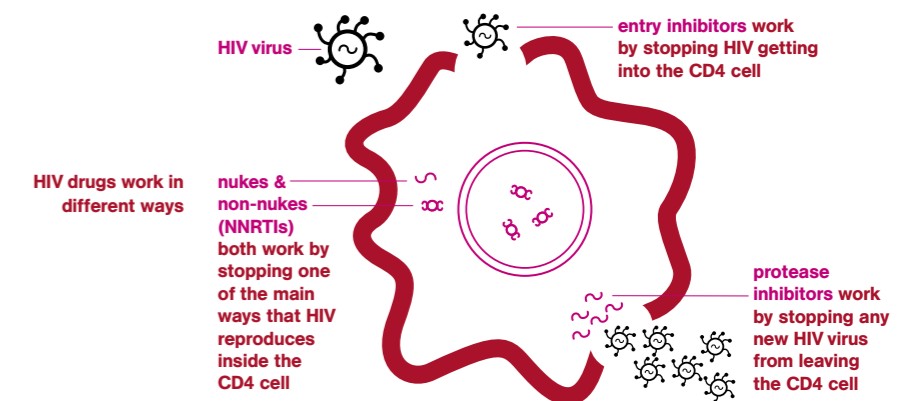 HIV virus
entry inhibitors work
by stopping HIV getting
into the CD4 cell
HIV drugs work in
different ways
nukes &
non-nukes
(NNRTIs)
both work by
stopping one
of the main
ways that HIV
reproduces
inside the
CD4 cell
protease
inhibitors work
by stopping any
new HIV virus
from leaving
the CD4 cell